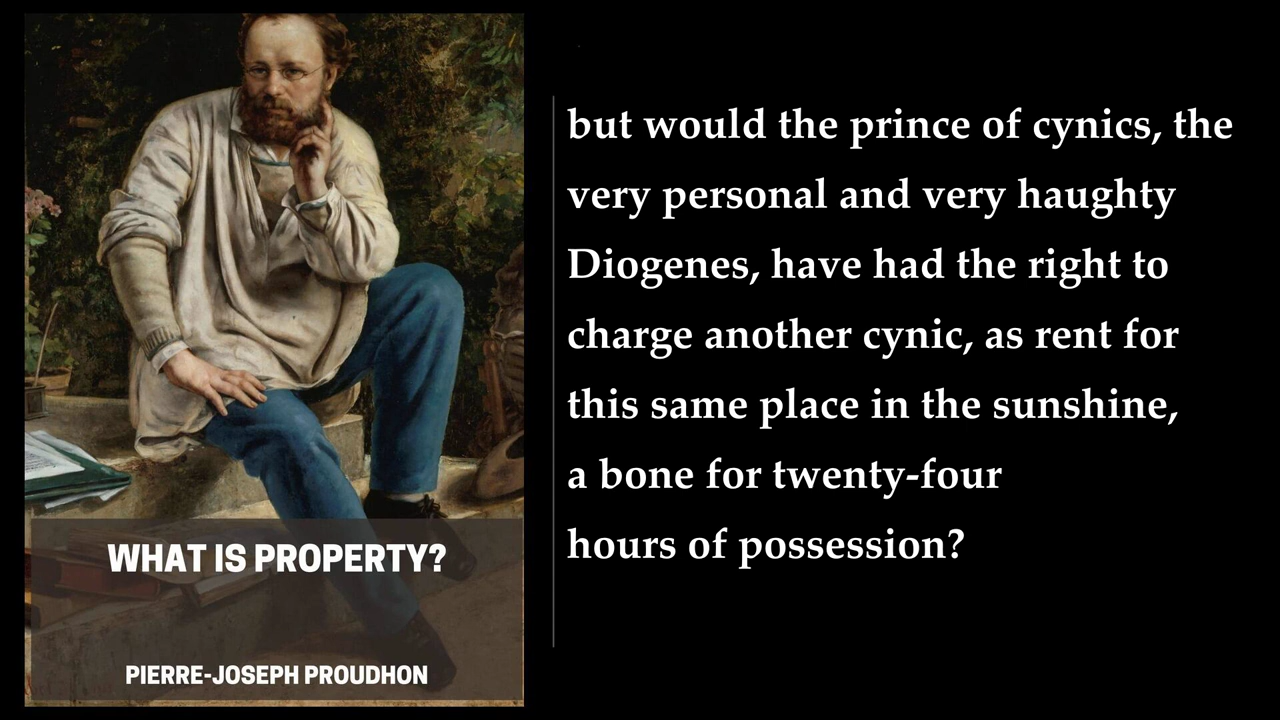 but would the prince of cynics, the
very personal and very haughty
Diogenes, have had the right to
charge another cynic, as rent for
this same place in the sunshine,
a bone for twenty-four
hours of possession?
WHAT IS PROPERTY?
PIERRE-JOSEPH PROUDHON